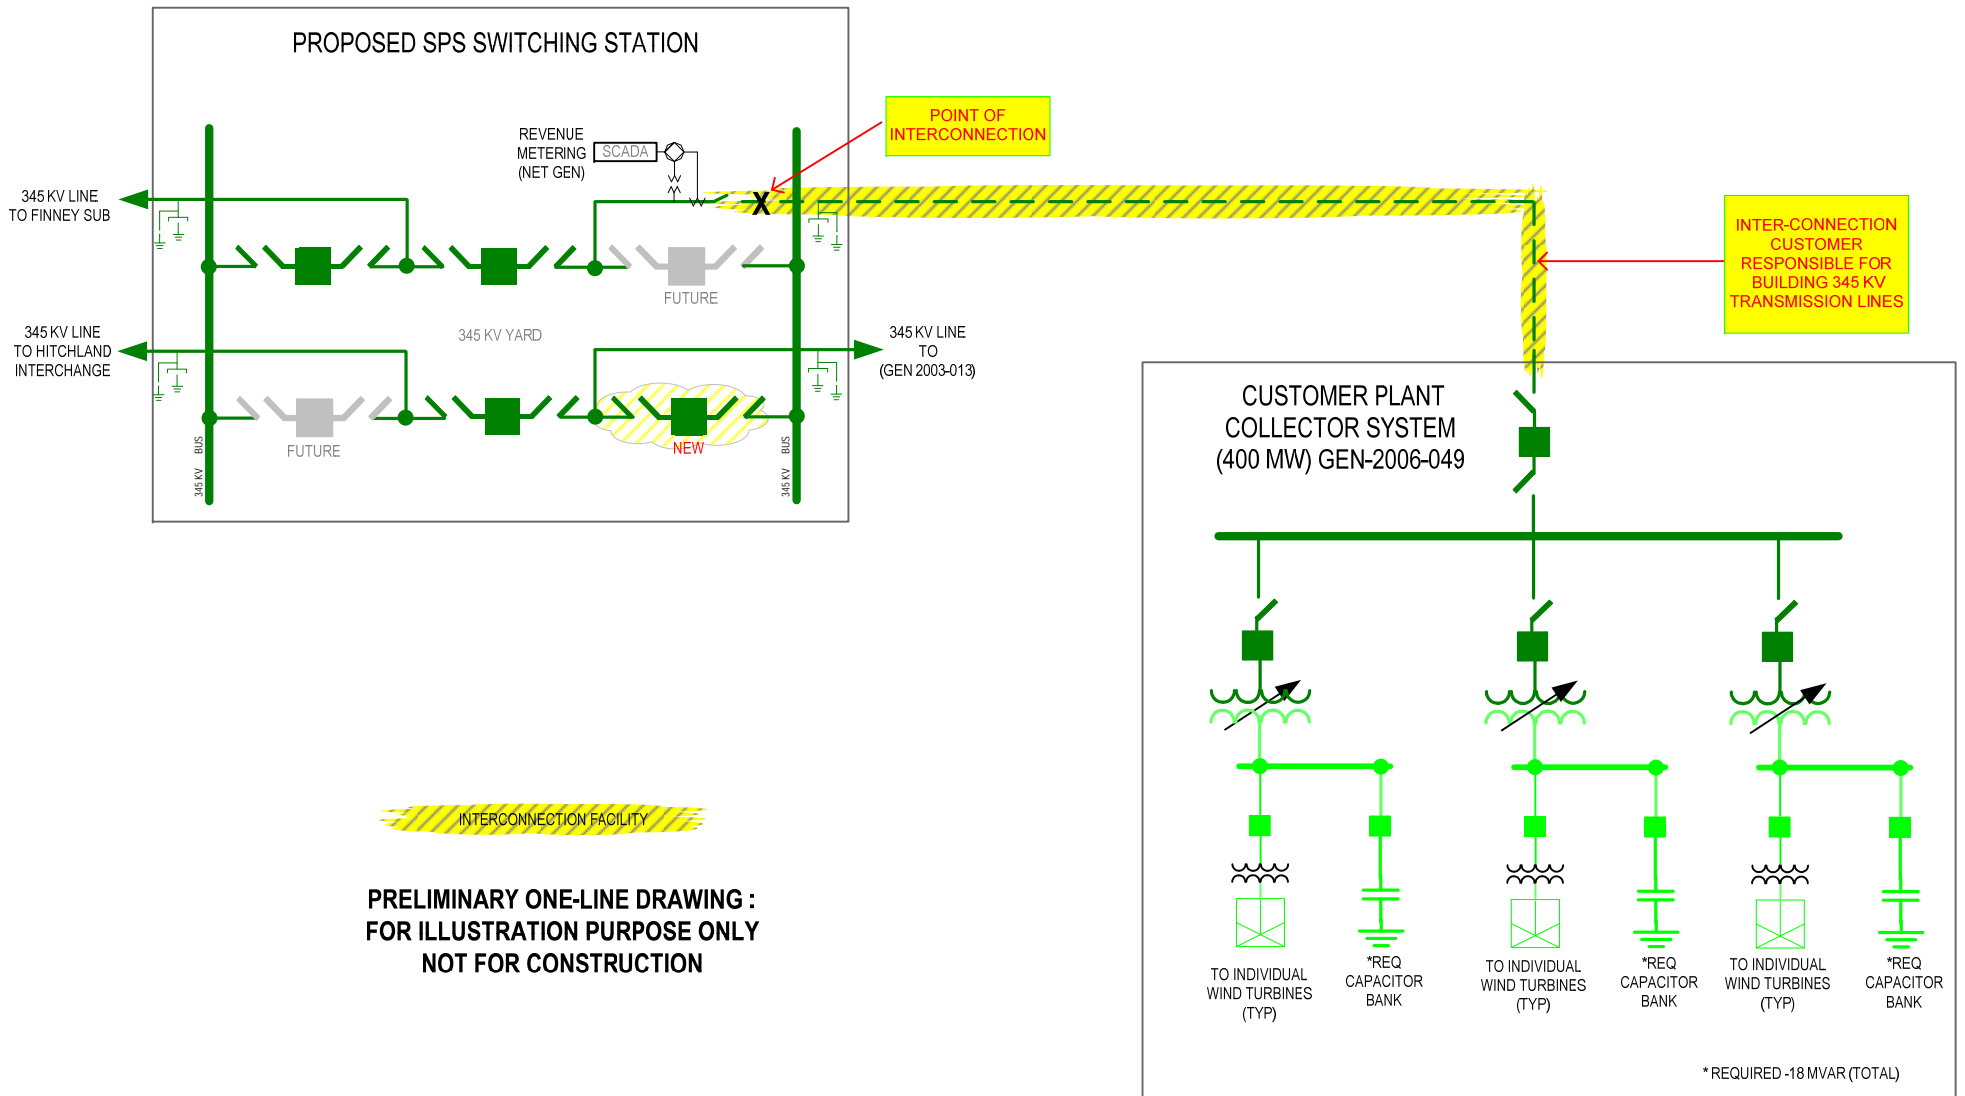 PROPOSED SPS SWITCHING STATION
REVENUE
METERING
(NET GEN)
SCADA
POINT OF
INTERCONNECTION
345 KV LINE
TO FINNEY SUB
X
INTER-CONNECTION
CUSTOMER
RESPONSIBLE FOR
BUILDING 345 KV
TRANSMISSION LINES
FUTURE
345 KV YARD
345 KV LINE
TO HITCHLAND
INTERCHANGE
345 KV LINE
TO
(GEN 2003-013)
FUTURE
NEW
345 KV BUS
345 KV BUS
CUSTOMER PLANT
COLLECTOR SYSTEM
(400 MW) GEN-2006-049
INTERCONNECTION FACILITY
PRELIMINARY ONE-LINE DRAWING :
FOR ILLUSTRATION PURPOSE ONLY
NOT FOR CONSTRUCTION
TO INDIVIDUAL
WIND TURBINES
(TYP)
*REQ
CAPACITOR
BANK
TO INDIVIDUAL
WIND TURBINES
(TYP)
*REQ
CAPACITOR
BANK
TO INDIVIDUAL
WIND TURBINES
(TYP)
*REQ
CAPACITOR
BANK
* REQUIRED -18 MVAR (TOTAL)